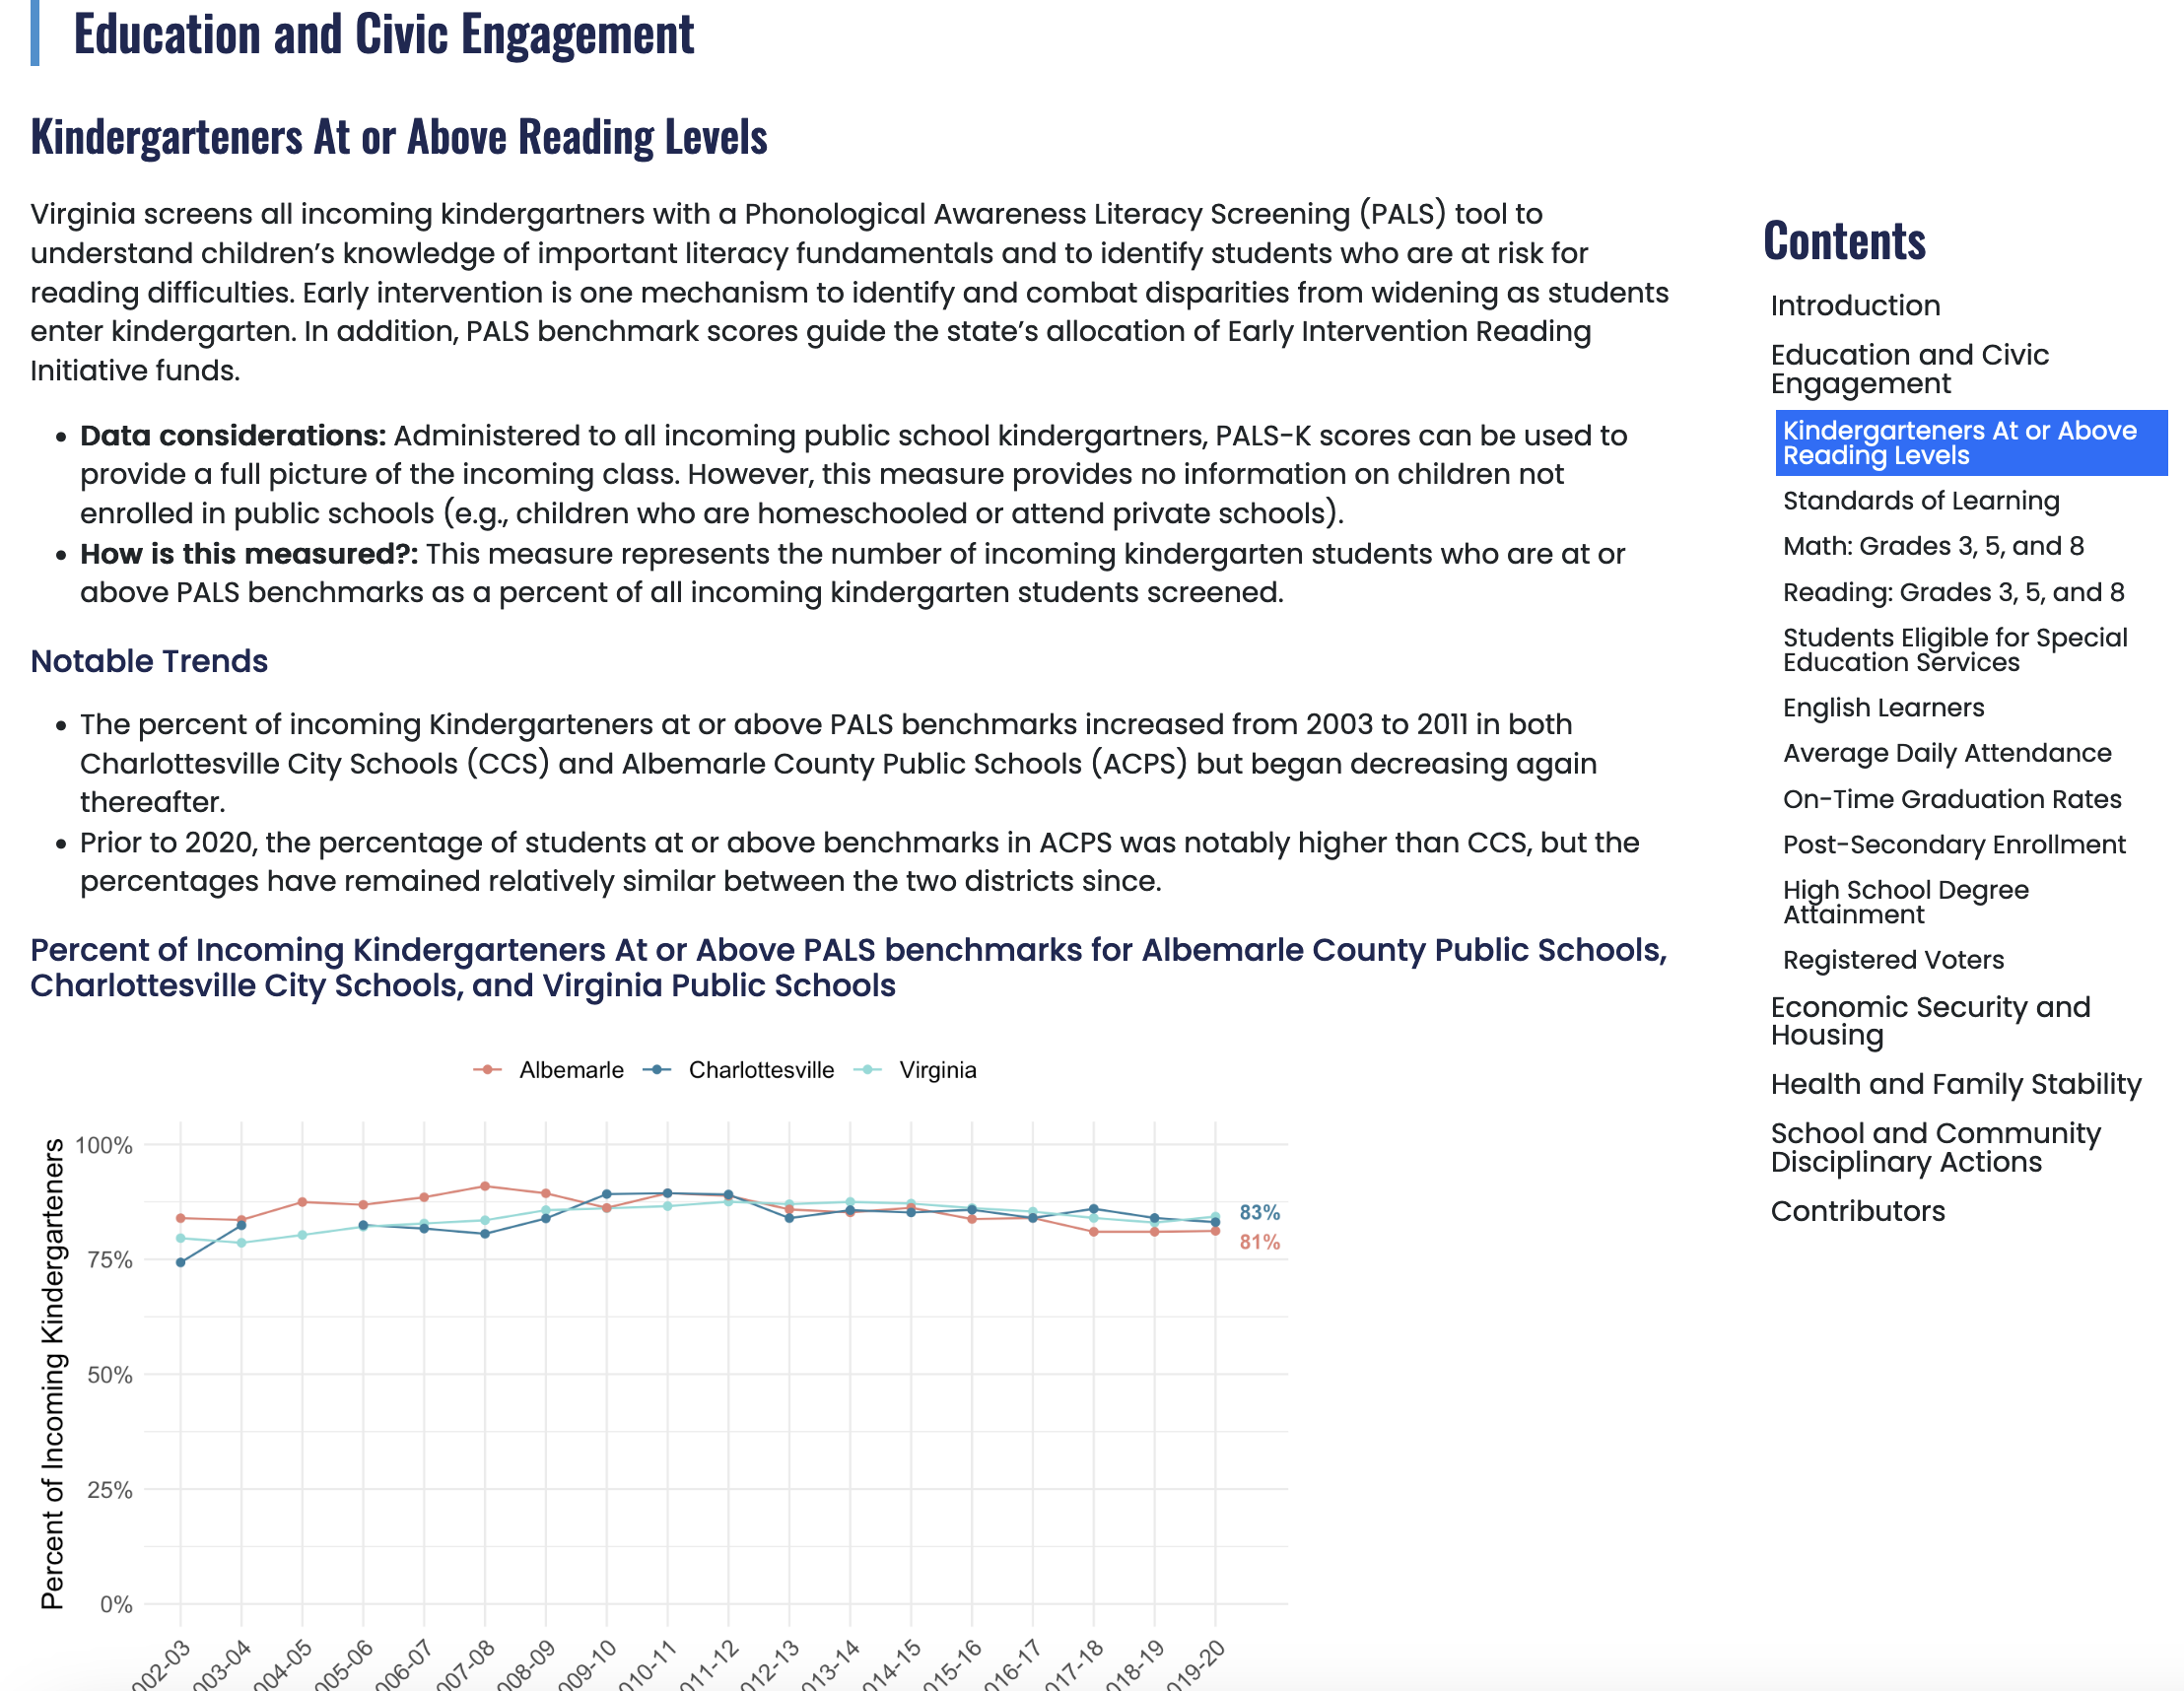 Education and Civic Engagement
Kindergarteners At or Above Reading Levels
Virginia screens all incoming kindergartners with a Phonological Awareness Literacy Screening (PALS) tool to
understand children’s knowledge of important literacy fundamentals and to identify students who are at risk for
reading difficulties. Early intervention is one mechanism to identify and combat disparities from widening as students
enter kindergarten. In addition, PALS benchmark scores guide the state’s allocation of Early Intervention Reading
Initiative funds.
• Data considerations: Administered to all incoming public school kindergartners, PALS-K scores can be used to
provide a full picture of the incoming class. However, this measure provides no information on children not
enrolled in public schools (e.g., children who are homeschooled or attend private schools).
• How is this measured?: This measure represents the number of incoming kindergarten students who are at or
above PALS benchmarks as a percent of all incoming kindergarten students screened.
Notable Trends
• The percent of incoming Kindergarteners at or above PALS benchmarks increased from 2003 to 2011 in both
Charlottesville City Schools (CCS) and Albemarle County Public Schools (ACPS) but began decreasing again
thereafter.
• Prior to 2020, the percentage of students at or above benchmarks in ACPS was notably higher than CCS, but the
percentages have remained relatively similar between the two districts since.
Percent of Incoming Kindergarteners At or Above PALS benchmarks for Albemarle County Public Schools,
Charlottesville City Schools, and Virginia Public Schools
Albemarle Charlottesville Virginia
Percent of Incoming Kindergarteners
100%
75%
50%
25%
0%
83%
81%
002-03
003-04
004-05
005-06
006-07
007-08
008-09
009-10
010-11
011-12
012-13
013-14
014-15
015-16
016-17
017-18
018-19
019-20
Contents
Introduction
Education and Civic
Engagement
Kindergarteners At or Above
Reading Levels
Standards of Learning
Math: Grades 3, 5, and 8
Reading: Grades 3, 5, and 8
Students Eligible for Special
Education Services
English Learners
Average Daily Attendance
On-Time Graduation Rates
Post-Secondary Enrollment
High School Degree
Attainment
Registered Voters
Economic Security and
Housing
Health and Family Stability
School and Community
Disciplinary Actions
Contributors